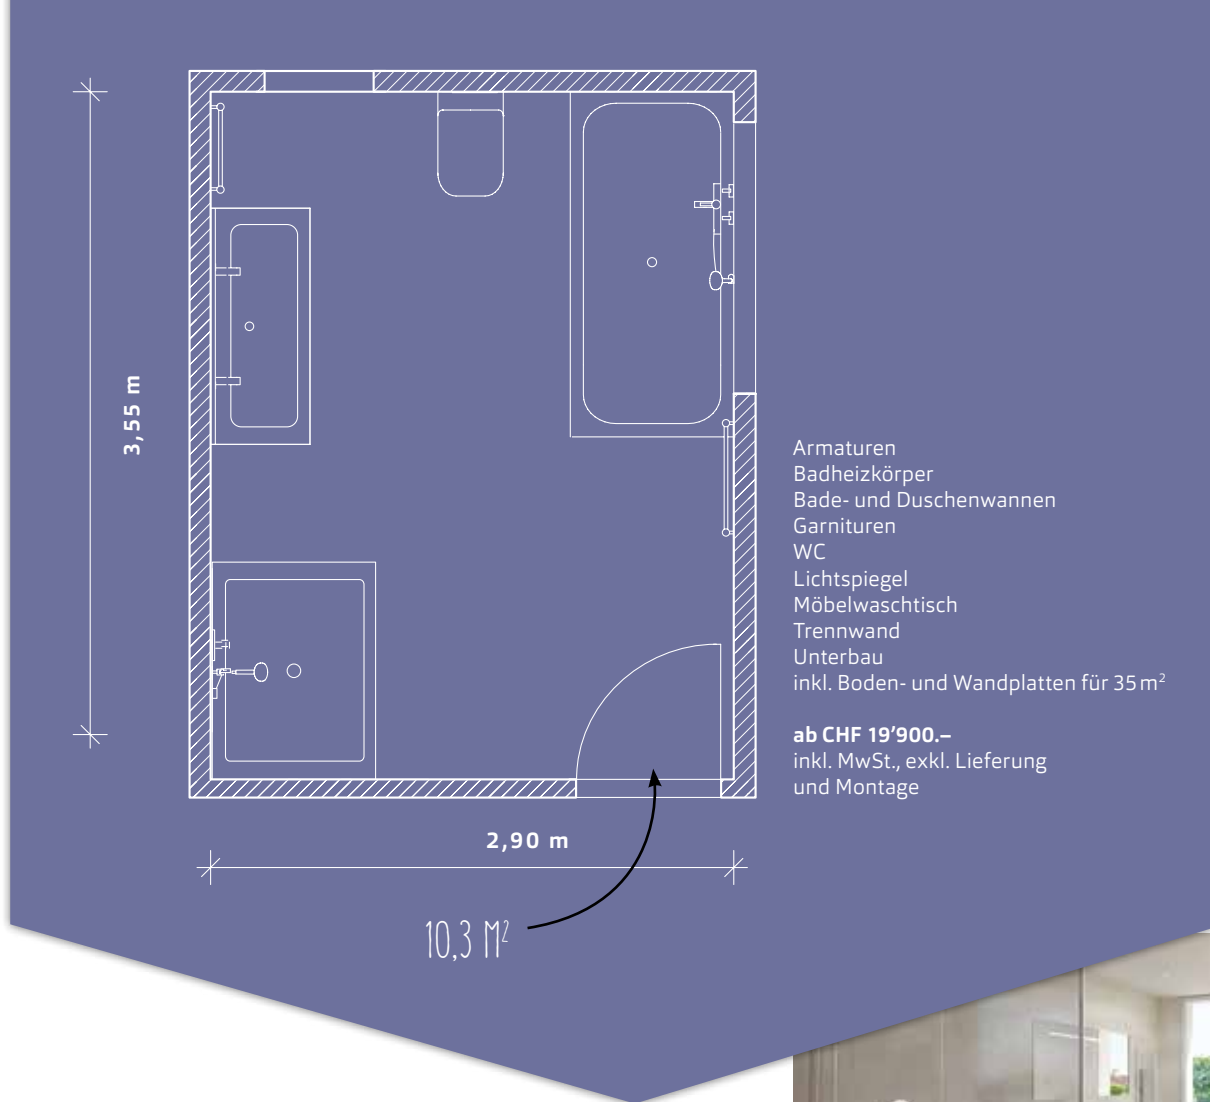 3,55 m
Armaturen
Badheizkörper
Bade- und Duschenwannen
Garnituren
WC
Lichtspiegel
Möbelwaschtisch
Trennwand
Unterbau
inkl. Boden- und Wandplatten für 35 m²
ab CHF 19’900.–
inkl. MwSt., exkl. Lieferung
und Montage
2,90 m
10,3 M²